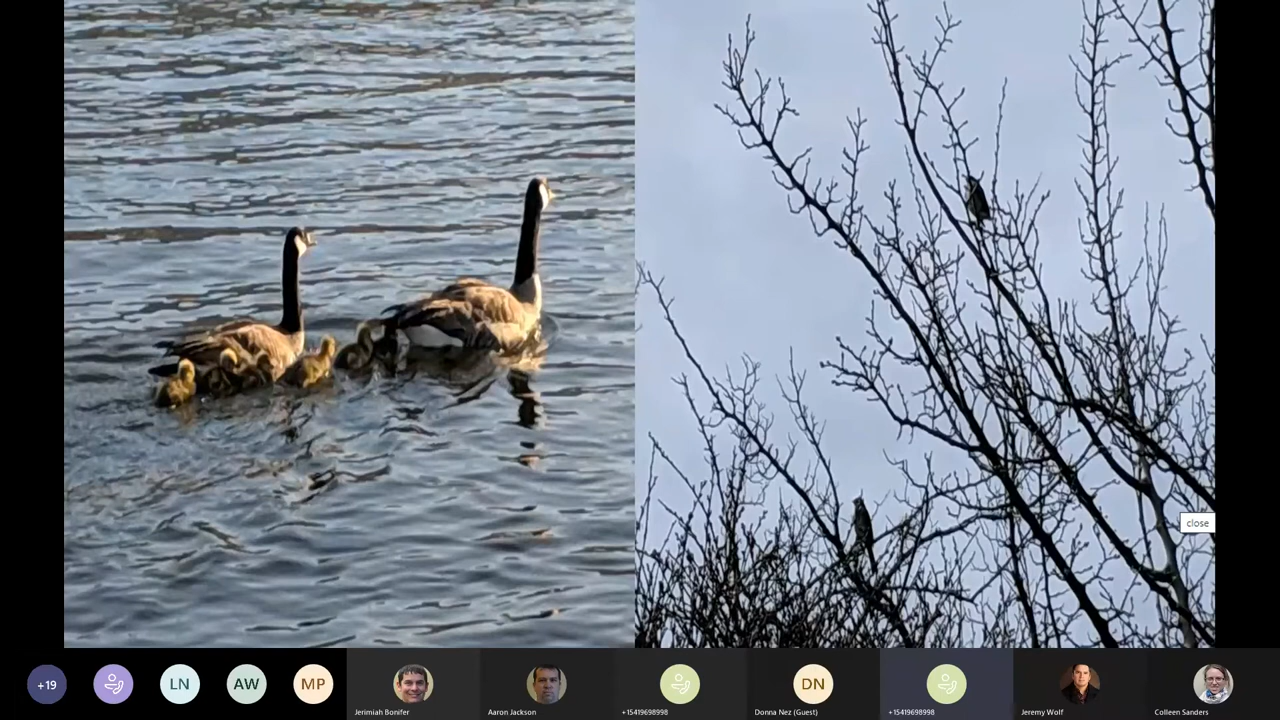 close
+19
LN
AW
MP
DN
Jerimiah Bonifer
Aaron Jackson
+15419698998
Donna Nez (Guest)
+15419698998
Jeremy Wolf
Colleen Sanders